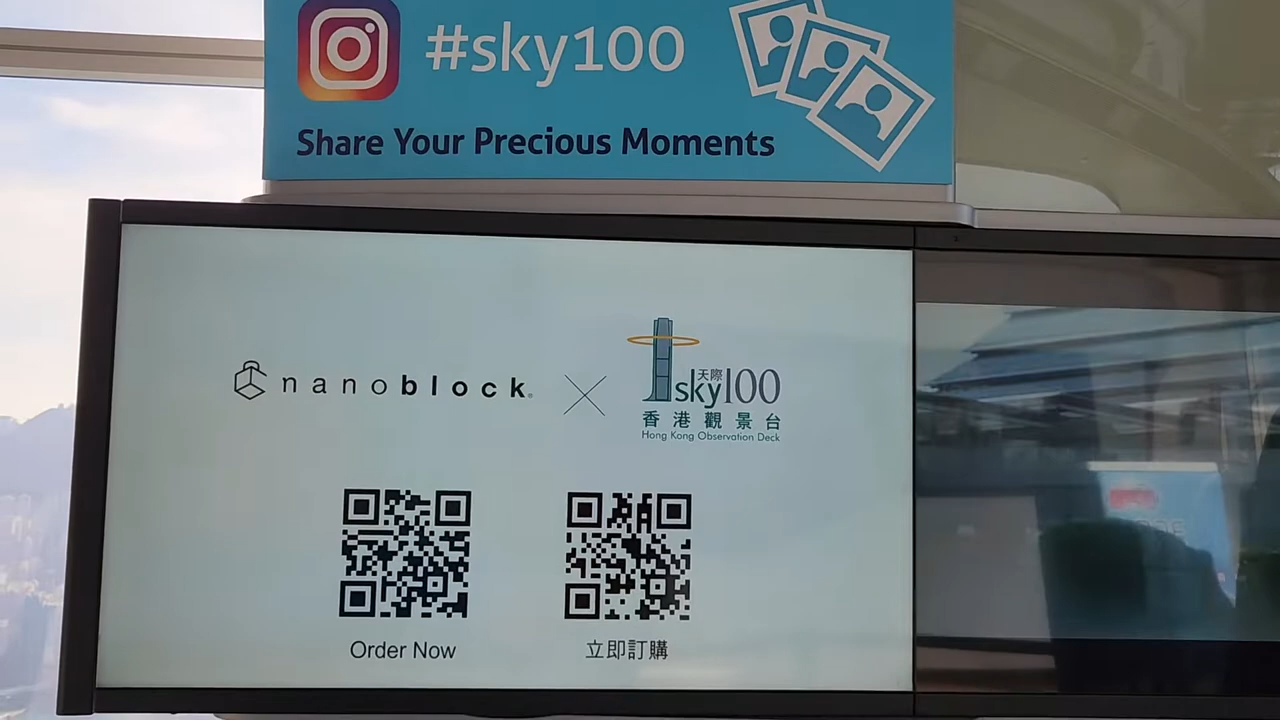 #sky100
Share Your Precious Moments
nanoblock
天際
sky100
香港觀景台
Hong Kong Observation Deck
Order Now
立即訂購